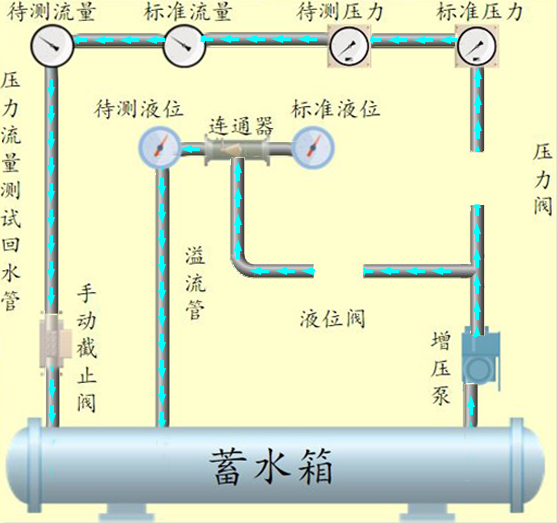 待测流量
标准流量
待测压力
标准压力
压力流量测试回水管
待测液位
连通器
标准液位
压力阀
溢流管
液位阀
手动截止阀
增压泵
蓄水箱